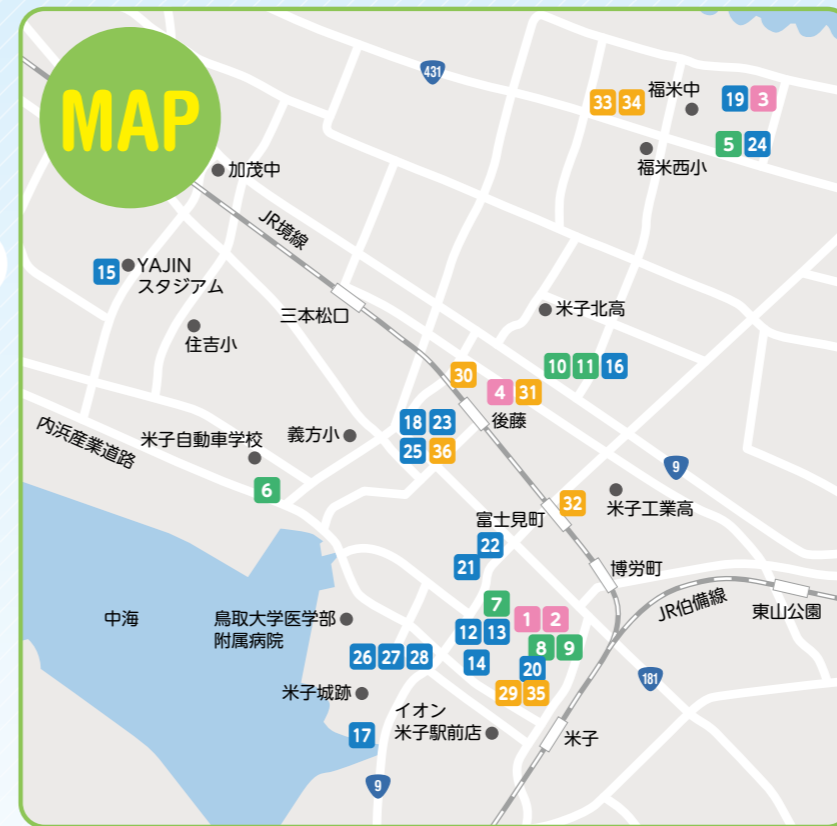 MAP
431
33 34
福米中
19 3
5 24
福米西小
加茂中
JR境線
15
YAJIN
スタジアム
三本松口
住吉小
米子北高
10 11 16
30
4 31
後藤
18 23
25 36
義方小
米子自動車学校
内浜産業道路
6
9
32
米子工業高
富士見町
22
21
博労町
JR伯備線
東山公園
中海
鳥取大学医学部
附属病院
7
1 2
12 13
8 9
14
20
26 27 28
29 35
181
米子城跡
イオン
米子駅前店
17
米子
9